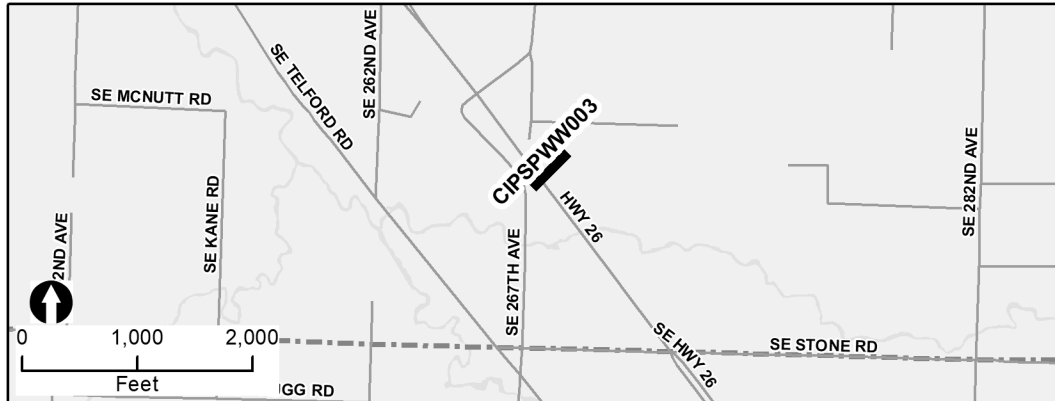 SE MCNUTT RD
SE TELFORD RD
SE 262ND AVE
CIPSPWW003
SE 282ND AVE
HWY 26
SE KANE RD
2ND AVE
SE 267TH AVE
SE HWY 26
SE STONE RD
0 1,000 2,000
Feet
UGG RD